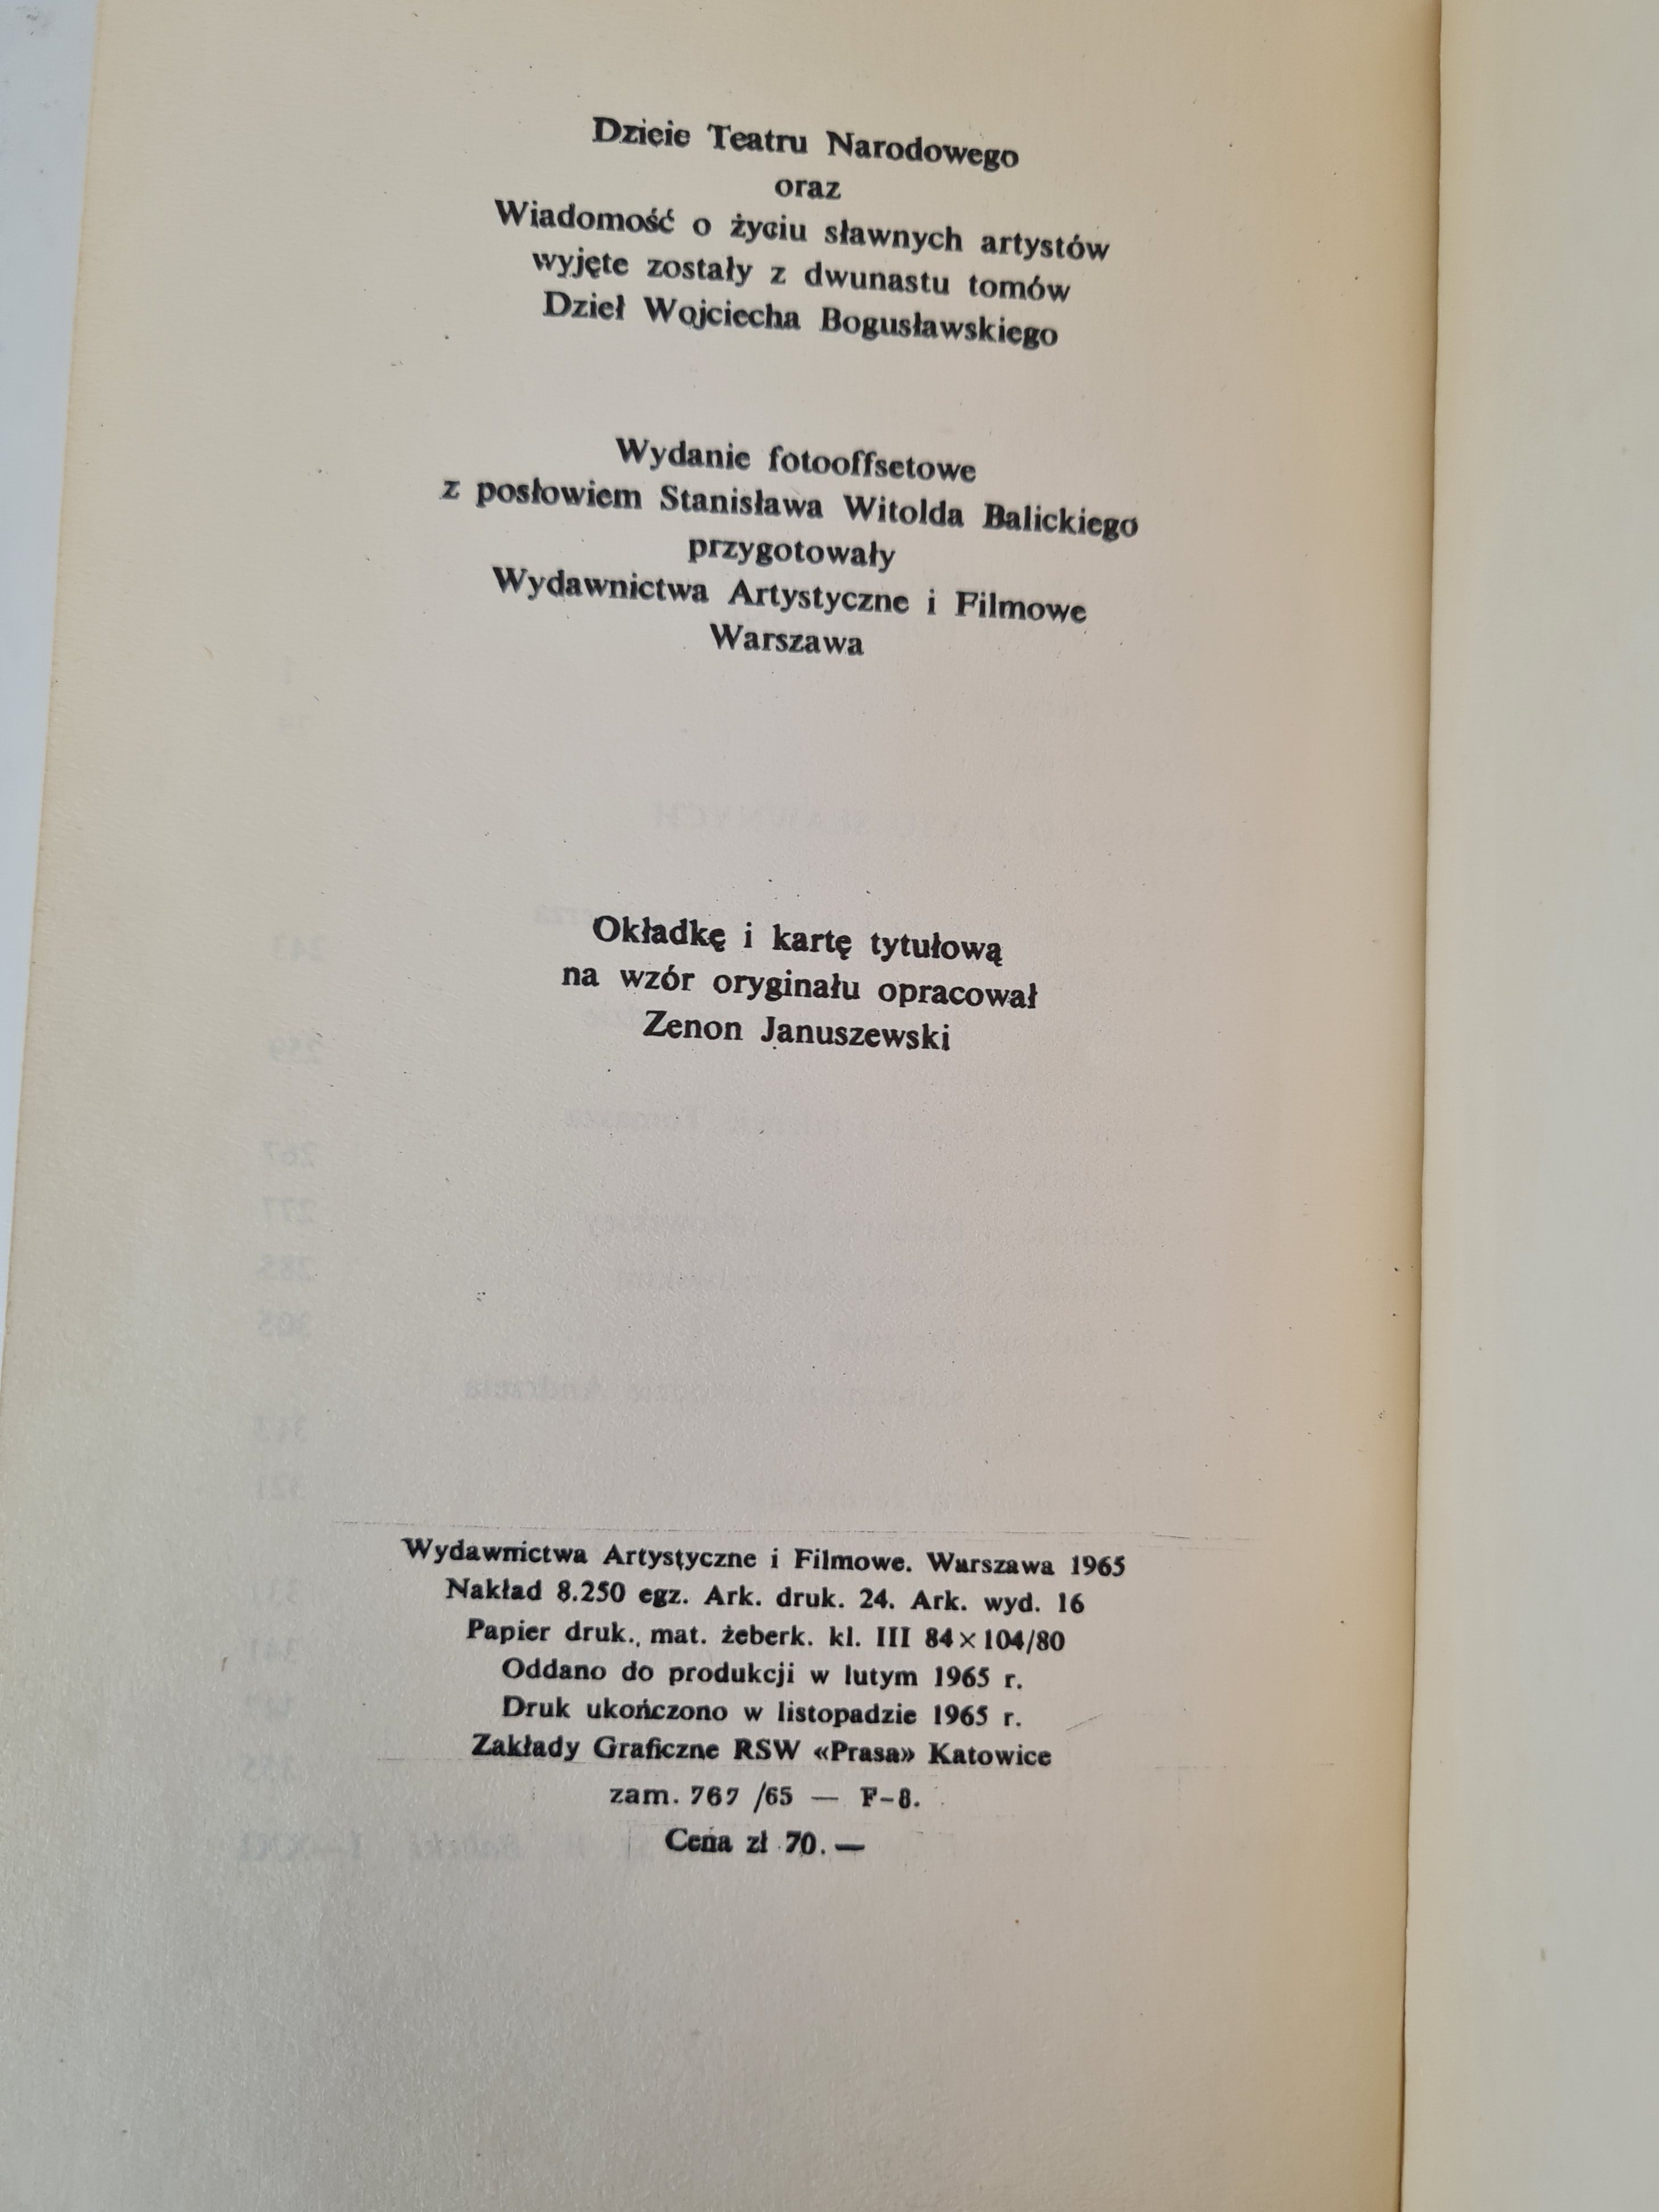 Dzieie Teatru Narodowego
oraz
Wiadomość o życiu sławnych artystów
wyjęte zostały z dwunastu tomów
Dzieł Wojciecha Bogusławskiego
Wydanie fotooffsetowe
z posłowiem Stanisława Witolda Balickiego
przygotowały
Wydawnictwa Artystyczne i Filmowe
Warszawa
Okładkę i kartę tytułową
na wzór oryginału opracował
Zenon Januszewski
Wydawnictwa Artystyczne i Filmowe. Warszawa 1965
Nakład 8.250 egz. Ark. druk. 24. Ark. wyd. 16
Papier druk., mat. żeberk. kl. III 84×104/80
Oddano do produkcji w lutym 1965 r.
Druk ukończono w listopadzie 1965 r.
Zakłady Graficzne RSW «Prasa» Katowice
zam. 767 /65 — F-8.
Cena zł 70.—